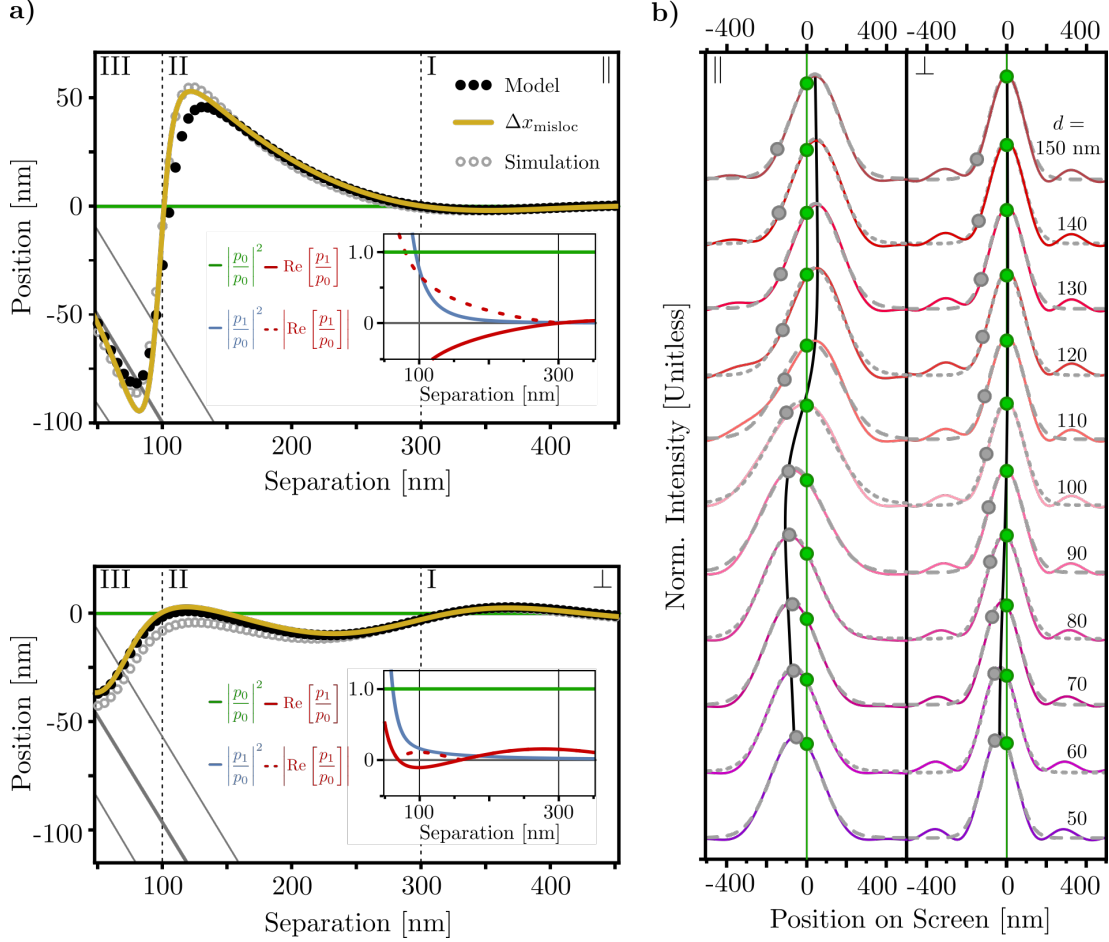 a)
III
II
I
||
50
0
-50
-100
Position [nm]
Model
Δx_misloc
Simulation
|p₀/p₀|² Re[p₁/p₀]
|p₁/p₀|² |Re[p₁/p₀]|
1.0
0
100
300
Separation [nm]
100
200
300
400
Separation [nm]
III
II
I
⊥
0
-50
-100
Position [nm]
|p₀/p₀|² Re[p₁/p₀]
|p₁/p₀|² |Re[p₁/p₀]|
1.0
0
100
300
Separation [nm]
100
200
300
400
Separation [nm]
b)
-400 0 400 -400 0 400
|| ⊥
d =
150 nm
140
130
120
110
100
90
80
70
60
50
Norm. Intensity [Unitless]
-400 0 400 -400 0 400
Position on Screen [nm]